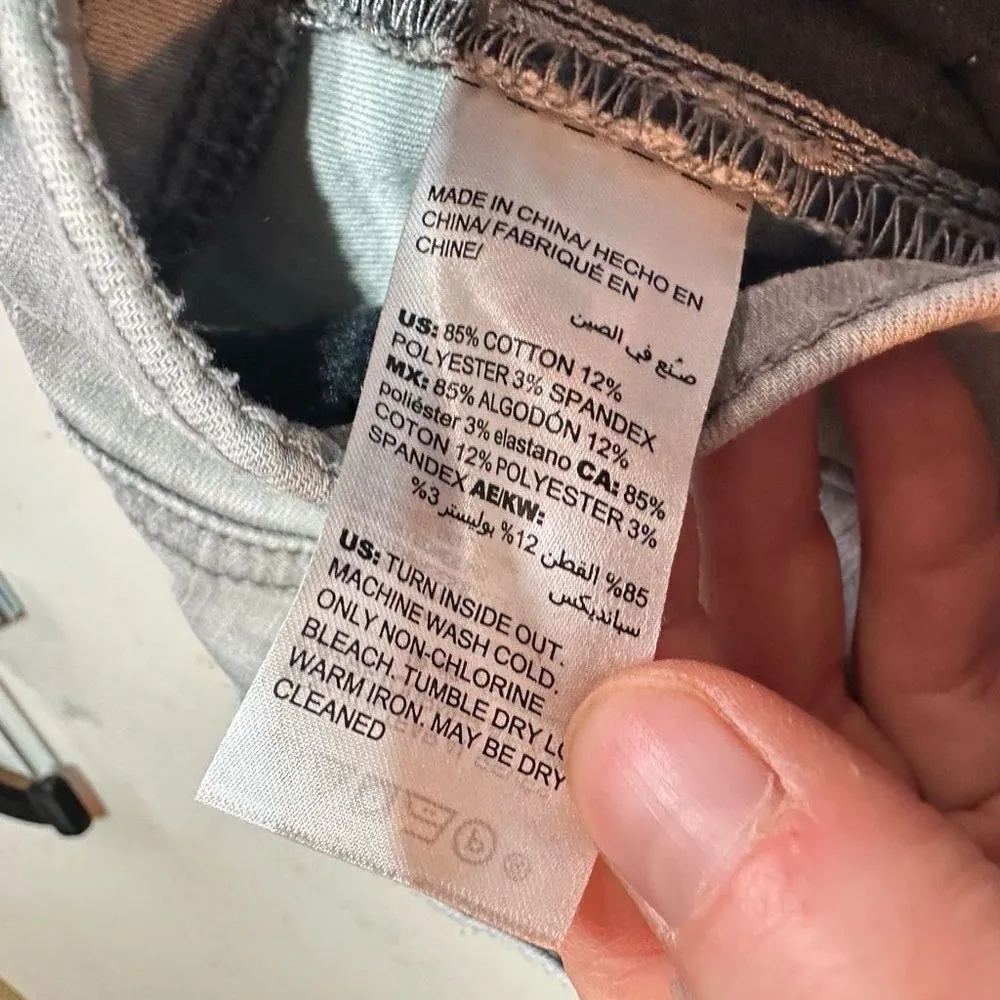 MADE IN CHINA/ HECHO EN
CHINA/ FABRIQUÉ EN
CHINE/
صُنع في الصين
US: 85% COTTON 12%
POLYESTER 3% SPANDEX
MX: 85% ALGODÓN 12%
poliéster 3% elastano CA: 85%
COTON 12% POLYESTER 3%
SPANDEX AE/KW:
85% القطن 12% بوليستر 3%
سبانديكس
US: TURN INSIDE OUT.
MACHINE WASH COLD.
ONLY NON-CHLORINE
BLEACH. TUMBLE DRY
WARM IRON. MAY BE DRY
CLEANED